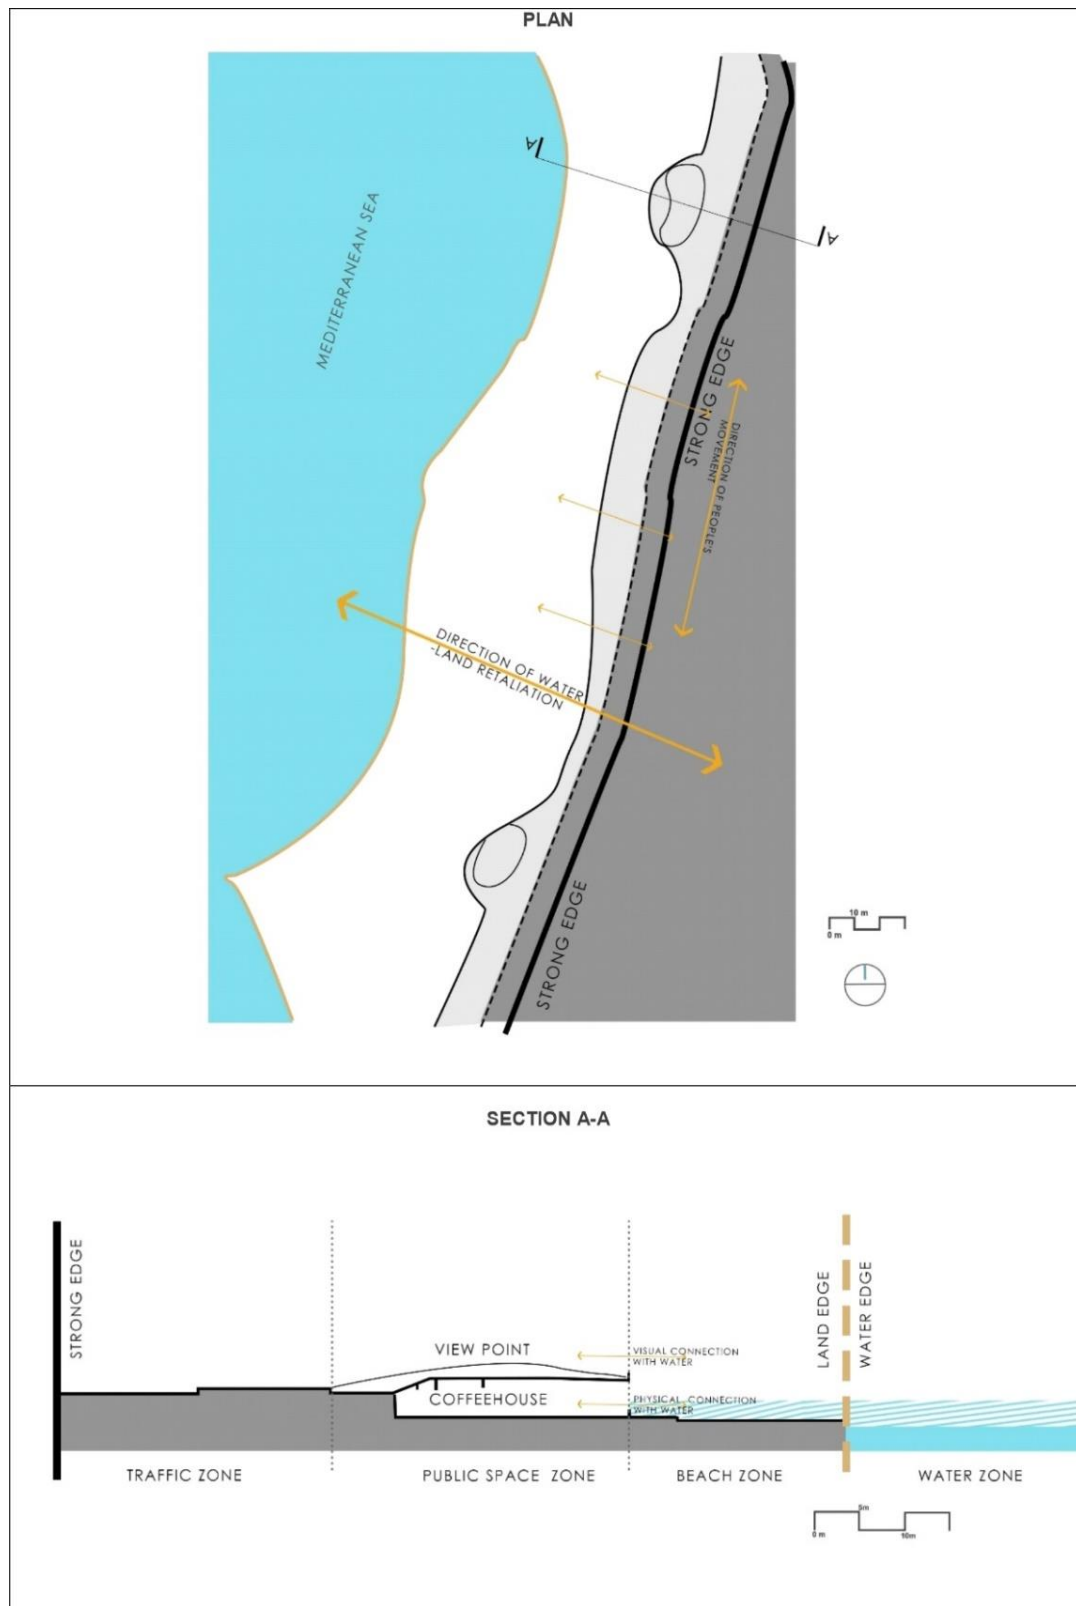 PLAN
A
A
MEDITERRANEAN SEA
STRONG EDGE
DIRECTION OF PEOPLE'S
MOVEMENT
DIRECTION OF WATER
-LAND RETALIATION
STRONG EDGE
10 m
0 m
SECTION A-A
STRONG EDGE
LAND EDGE
WATER EDGE
VIEW POINT
VISUAL CONNECTION
WITH WATER
COFFEEHOUSE
PHYSICAL CONNECTION
WITH WATER
TRAFFIC ZONE
PUBLIC SPACE ZONE
BEACH ZONE
WATER ZONE
5m
0 m
10m